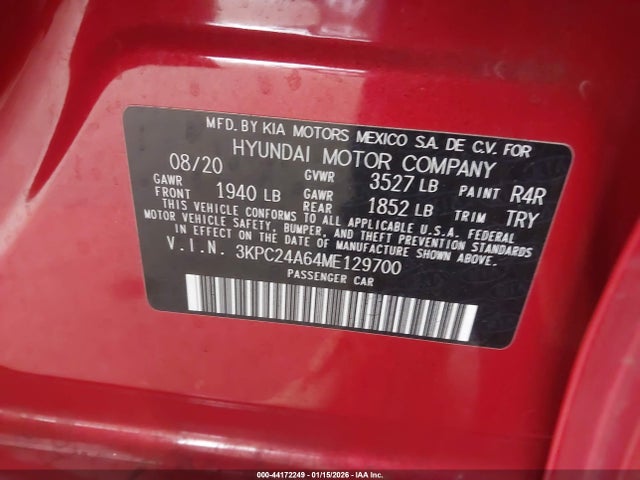 MFD. BY KIA MOTORS MEXICO S.A. DE C.V. FOR
HYUNDAI MOTOR COMPANY
08/20 GVWR 3527 LB PAINT R4R
GAWR FRONT 1940 LB GAWR REAR 1852 LB TRIM TRY
THIS VEHICLE CONFORMS TO ALL APPLICABLE U.S.A. FEDERAL
MOTOR VEHICLE SAFETY, BUMPER, AND THEFT PREVENTION STANDARDS
IN EFFECT ON THE DATE OF MANUFACTURE SHOWN ABOVE.
V.I.N. 3KPC24A64ME129700
PASSENGER CAR
000-44172249 | 01/15/2026 | IAA Inc.